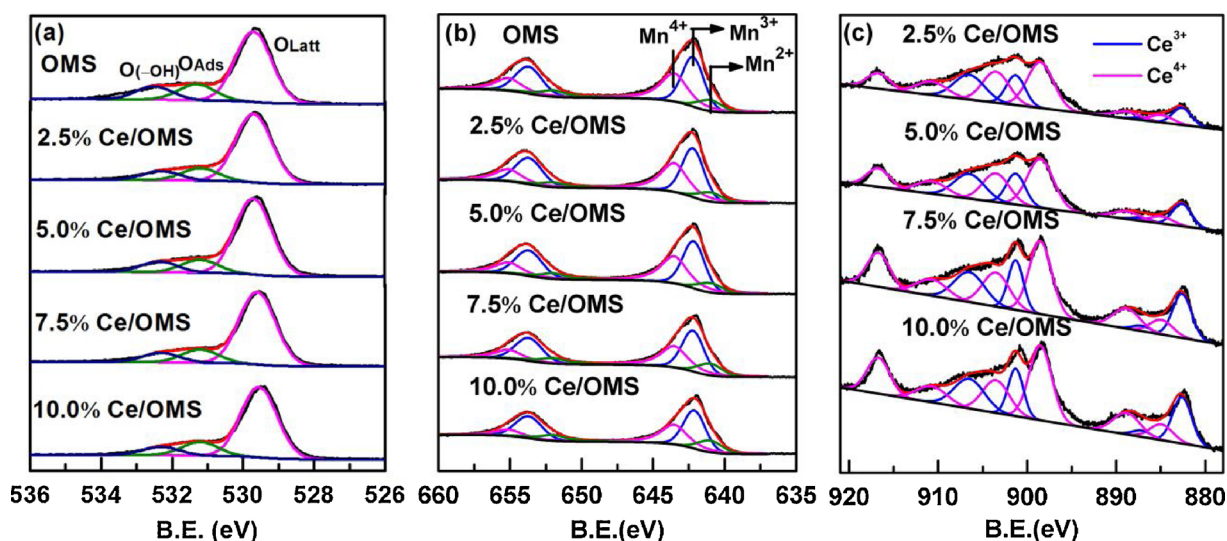 (a)
OMS
O(–OH)
OAds
OLatt
2.5% Ce/OMS
5.0% Ce/OMS
7.5% Ce/OMS
10.0% Ce/OMS
536 534 532 530 528 526
B.E. (eV)
(b)
OMS
Mn4+
Mn3+
Mn2+
2.5% Ce/OMS
5.0% Ce/OMS
7.5% Ce/OMS
10.0% Ce/OMS
660 655 650 645 640 635
B.E.(eV)
(c)
2.5% Ce/OMS
Ce3+
Ce4+
5.0% Ce/OMS
7.5% Ce/OMS
10.0% Ce/OMS
920 910 900 890 880
B.E.(eV)